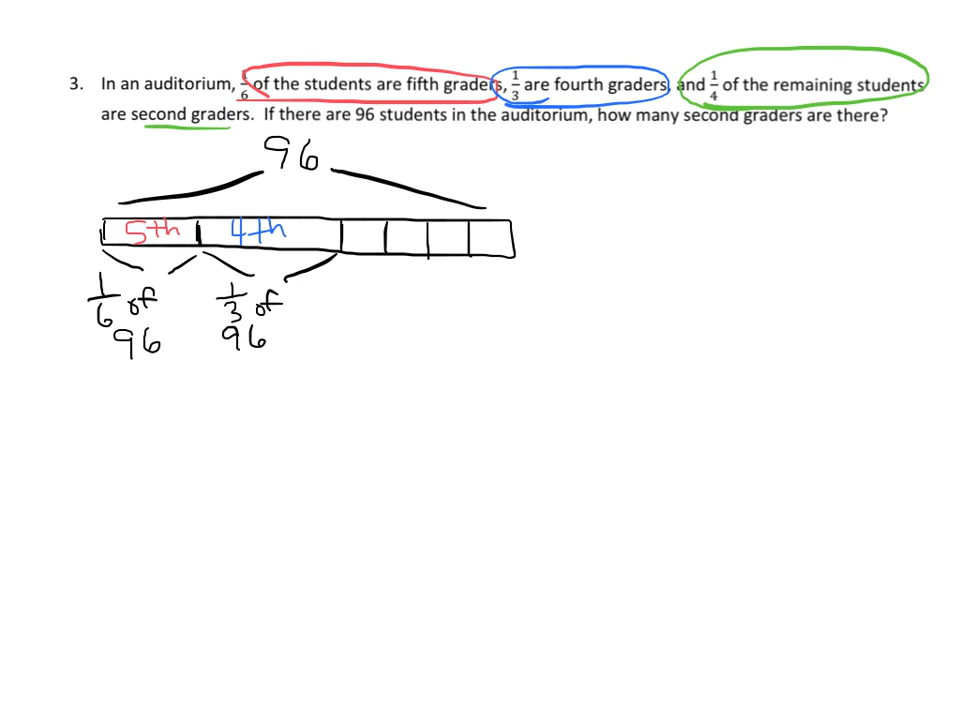 3. In an auditorium, 1/6 of the students are fifth graders, 1/3 are fourth graders, and 1/4 of the remaining students
are second graders. If there are 96 students in the auditorium, how many second graders are there?
96
5th 4th
1/6 of 1/3 of
96 96